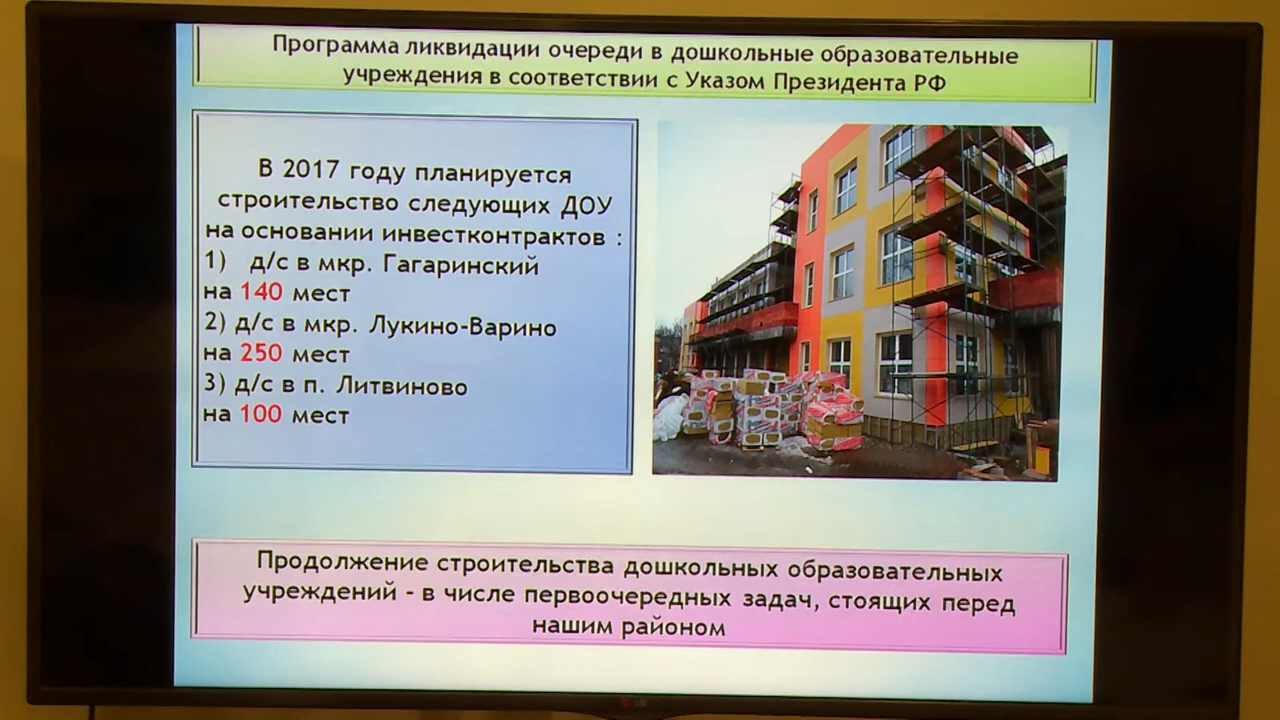 Программа ликвидации очереди в дошкольные образовательные
учреждения в соответствии с Указом Президента РФ
В 2017 году планируется
строительство следующих ДОУ
на основании инвестконтрактов :
1) д/с в мкр. Гагаринский
на 140 мест
2) д/с в мкр. Лукино-Варино
на 250 мест
3) д/с в п. Литвиново
на 100 мест
Продолжение строительства дошкольных образовательных
учреждений - в числе первоочередных задач, стоящих перед
нашим районом